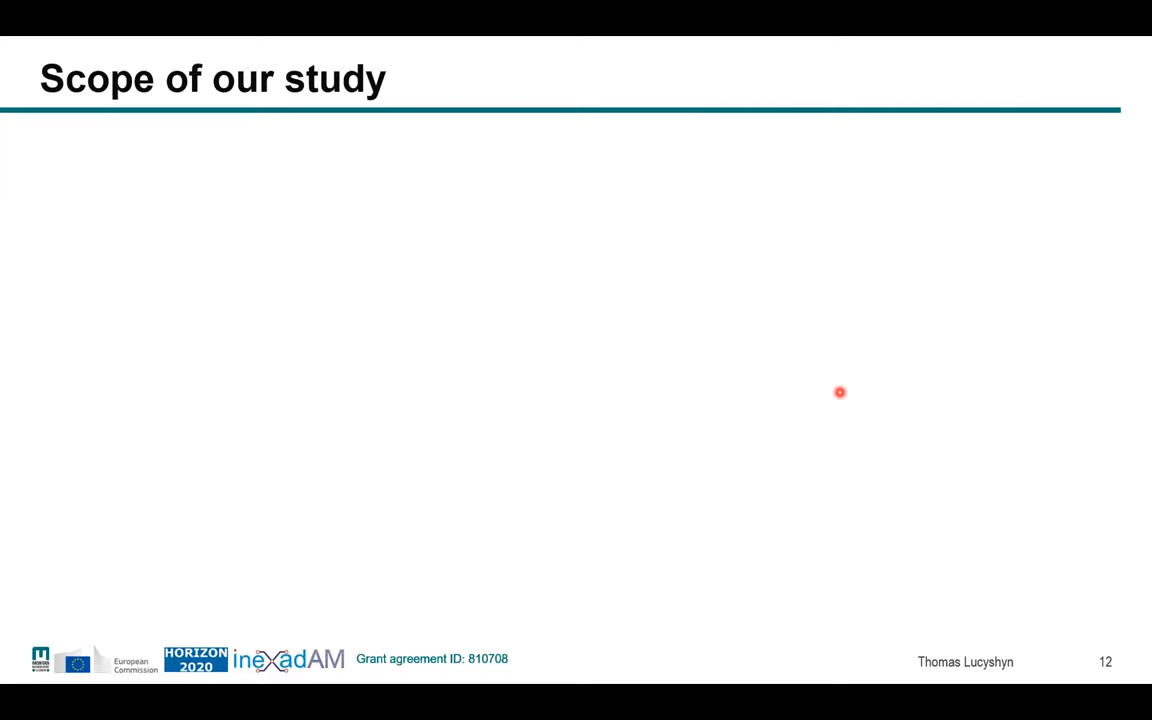 Scope of our study
European
Commission
HORIZON
2020
inexadAM
Grant agreement ID: 810708
Thomas Lucyshyn
12